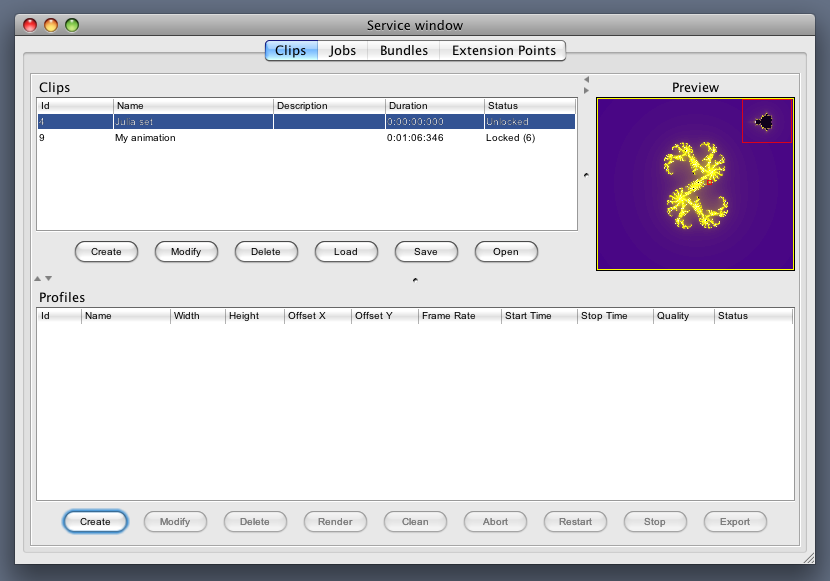 Service window
Clips Jobs Bundles Extension Points
Clips
Preview
Id Name Description Duration Status
4 Julia set 0:00:00:000 Unlocked
9 My animation 0:01:06:346 Locked (6)
Create Modify Delete Load Save Open
Profiles
Id Name Width Height Offset X Offset Y Frame Rate Start Time Stop Time Quality Status
Create Modify Delete Render Clean Abort Restart Stop Export